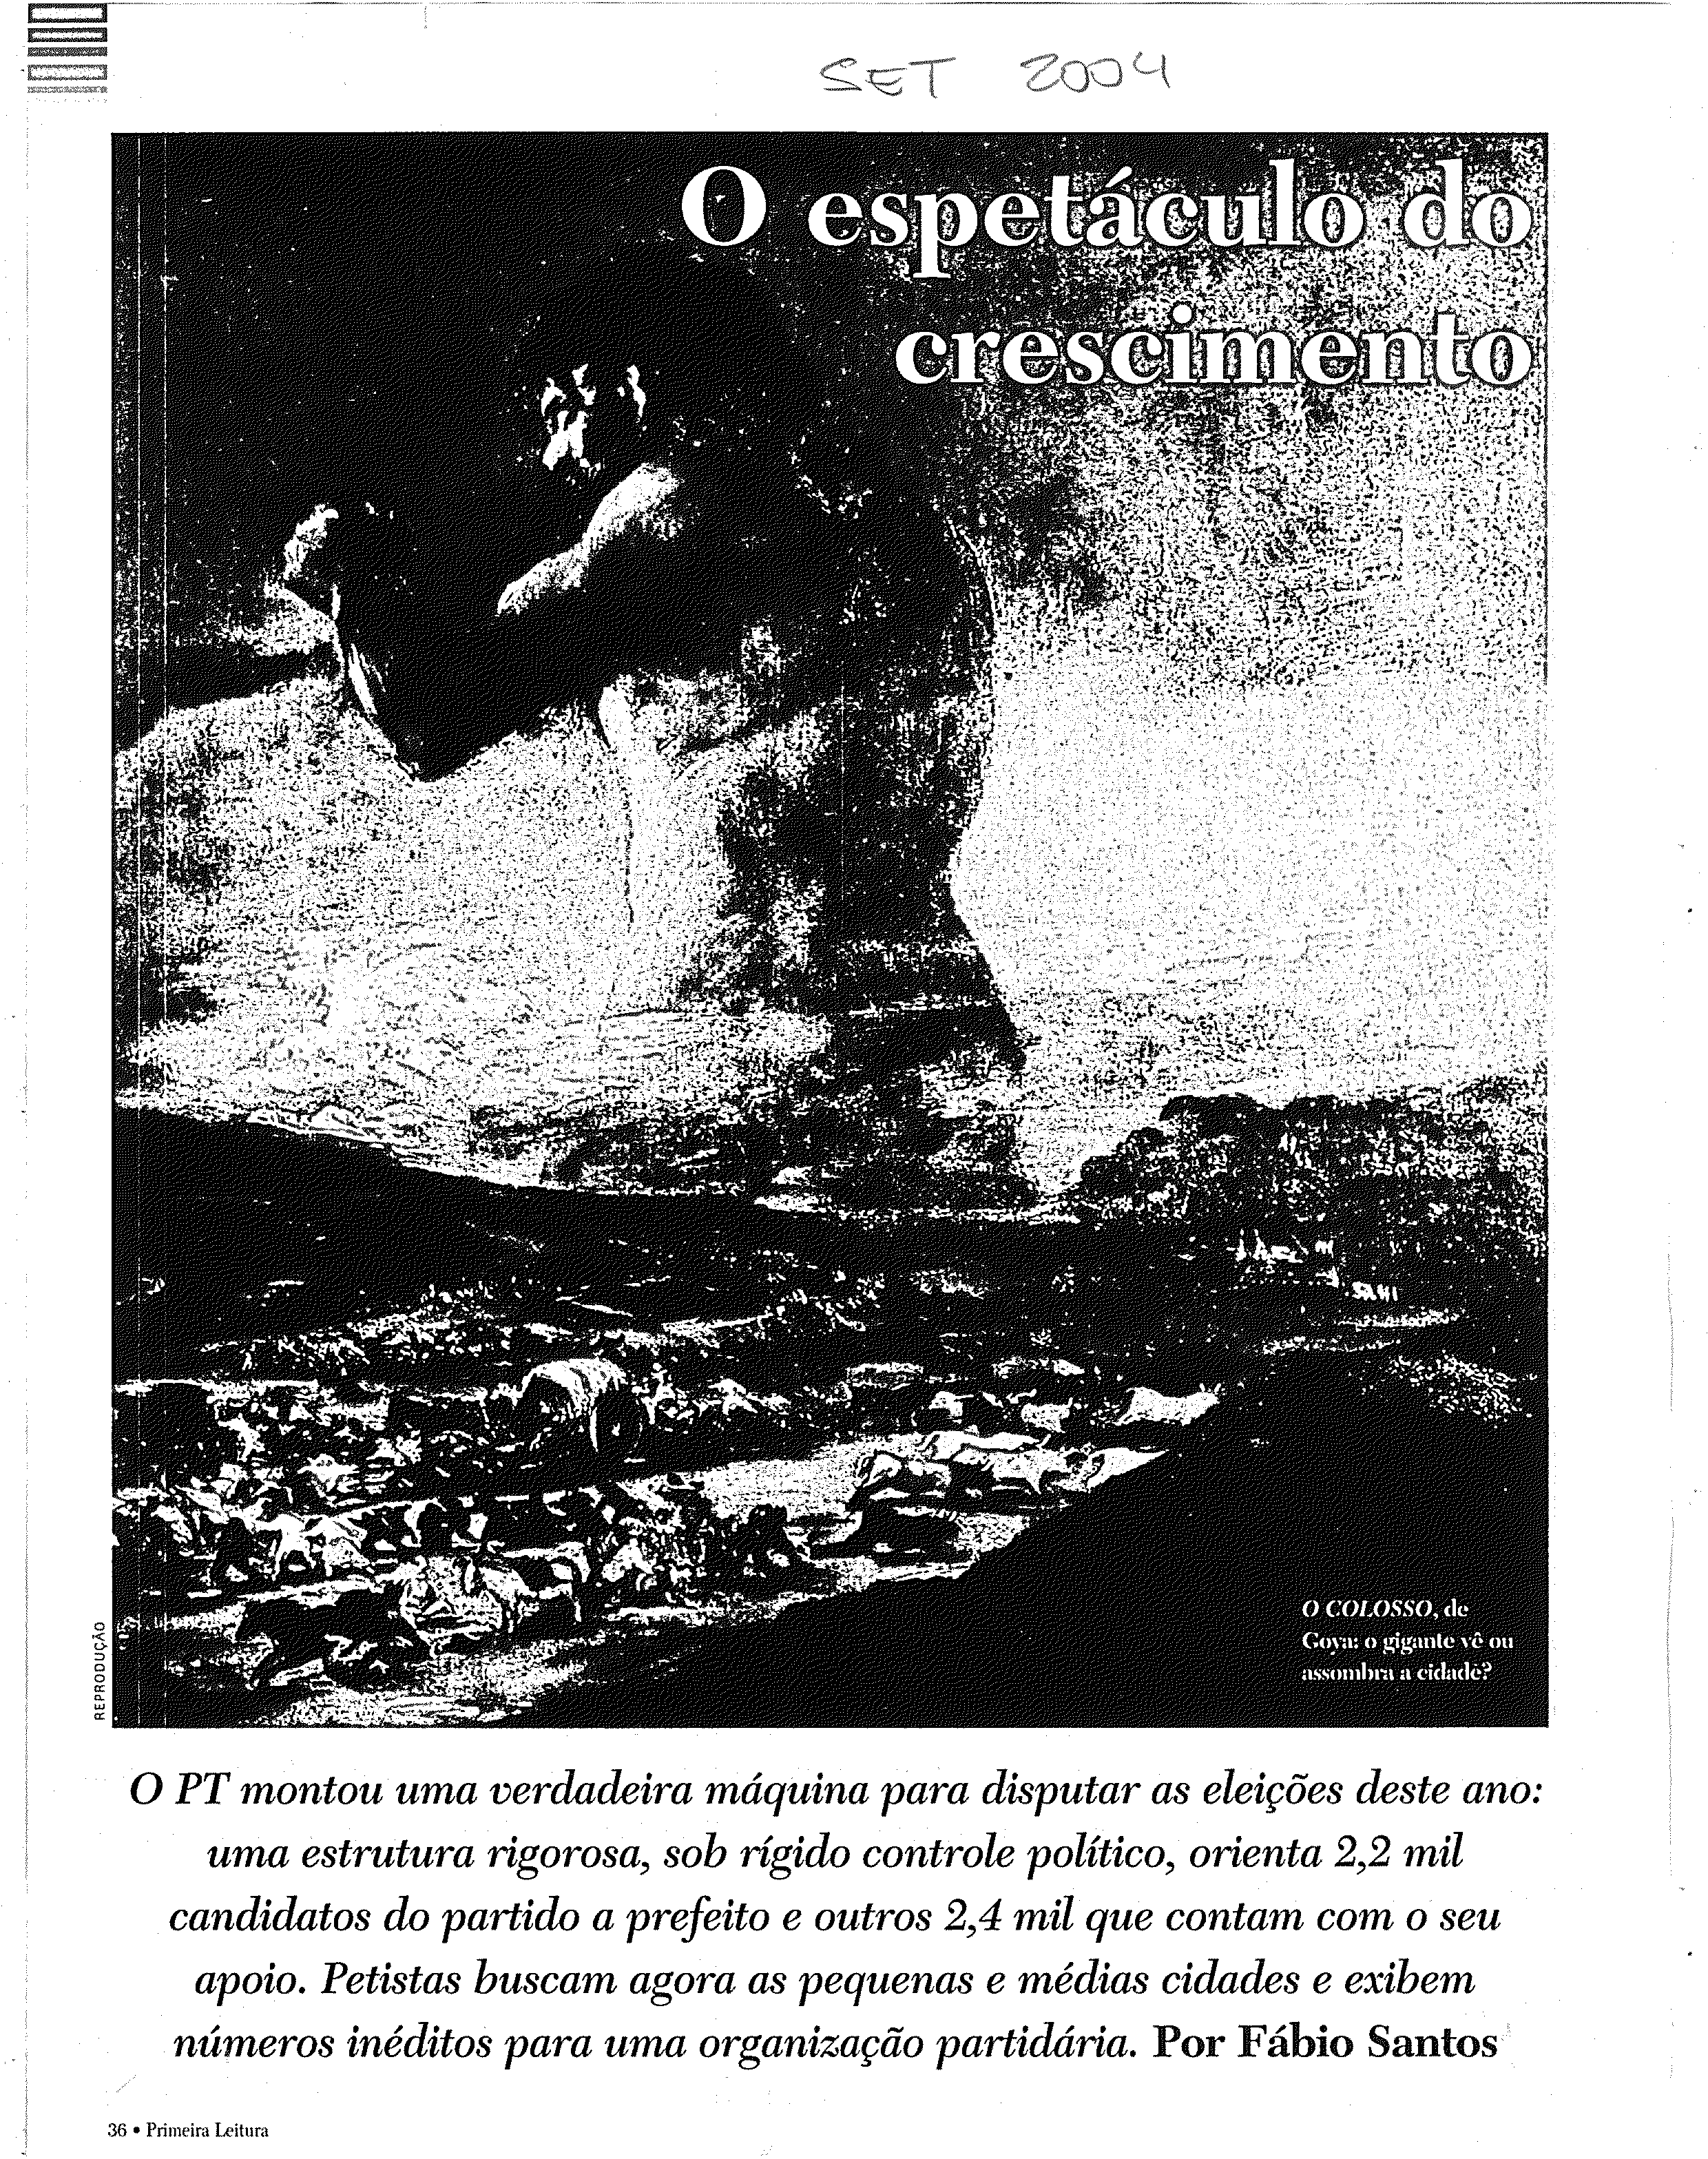 SET 2004
O espetáculo do
crescimento
O COLOSSO, de
Goya: o gigante vê ou
assombra a cidade?
REPRODUÇÃO
O PT montou uma verdadeira máquina para disputar as eleições deste ano:
uma estrutura rigorosa, sob rígido controle político, orienta 2,2 mil
candidatos do partido a prefeito e outros 2,4 mil que contam com o seu
apoio. Petistas buscam agora as pequenas e médias cidades e exibem
números inéditos para uma organização partidária. Por Fábio Santos
36 • Primeira Leitura